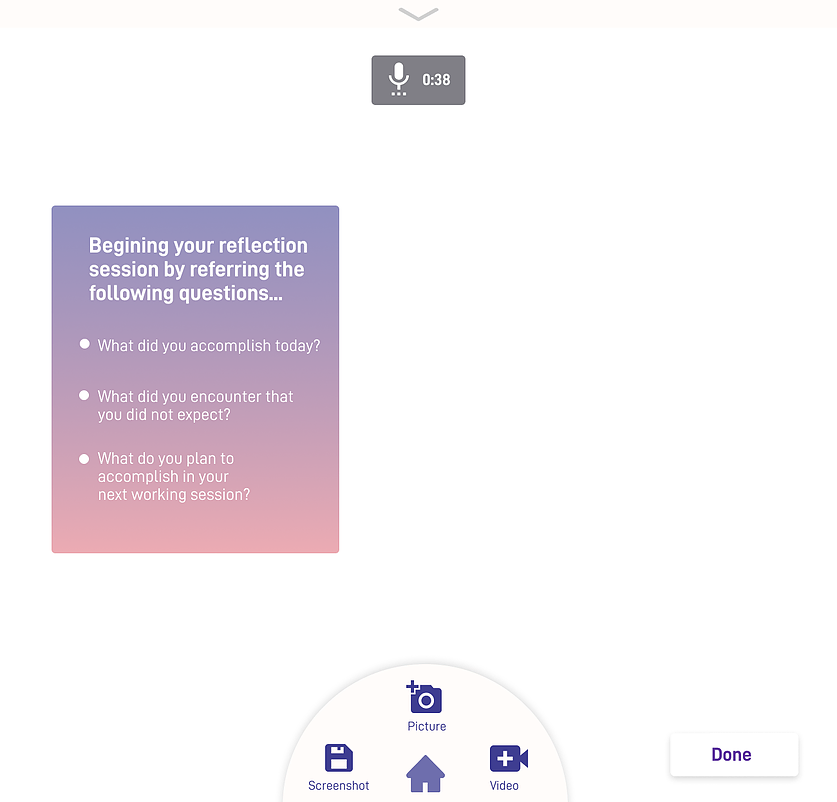 0:38
Begining your reflection
session by referring the
following questions...
What did you accomplish today?
What did you encounter that
you did not expect?
What do you plan to
accomplish in your
next working session?
Picture
Screenshot
Video
Done